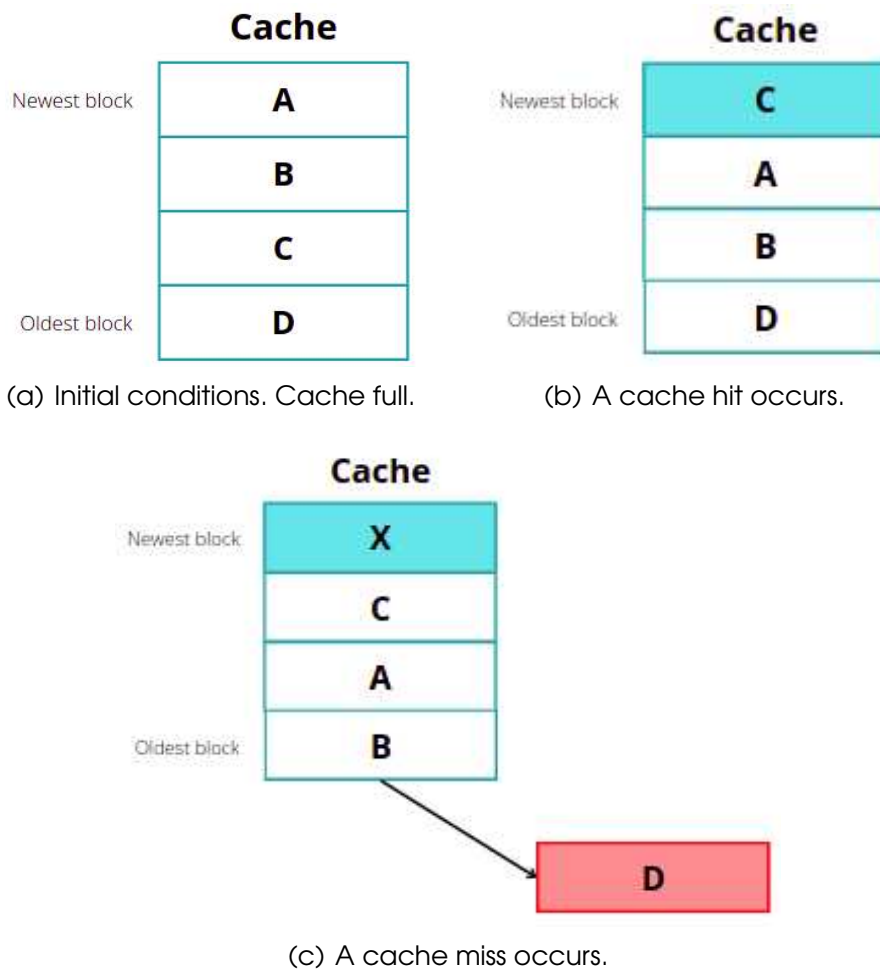 Cache
Newest block
A
B
C
Oldest block
D
(a) Initial conditions. Cache full.
Cache
Newest block
C
A
B
Oldest block
D
(b) A cache hit occurs.
Cache
Newest block
X
C
A
Oldest block
B
D
(c) A cache miss occurs.